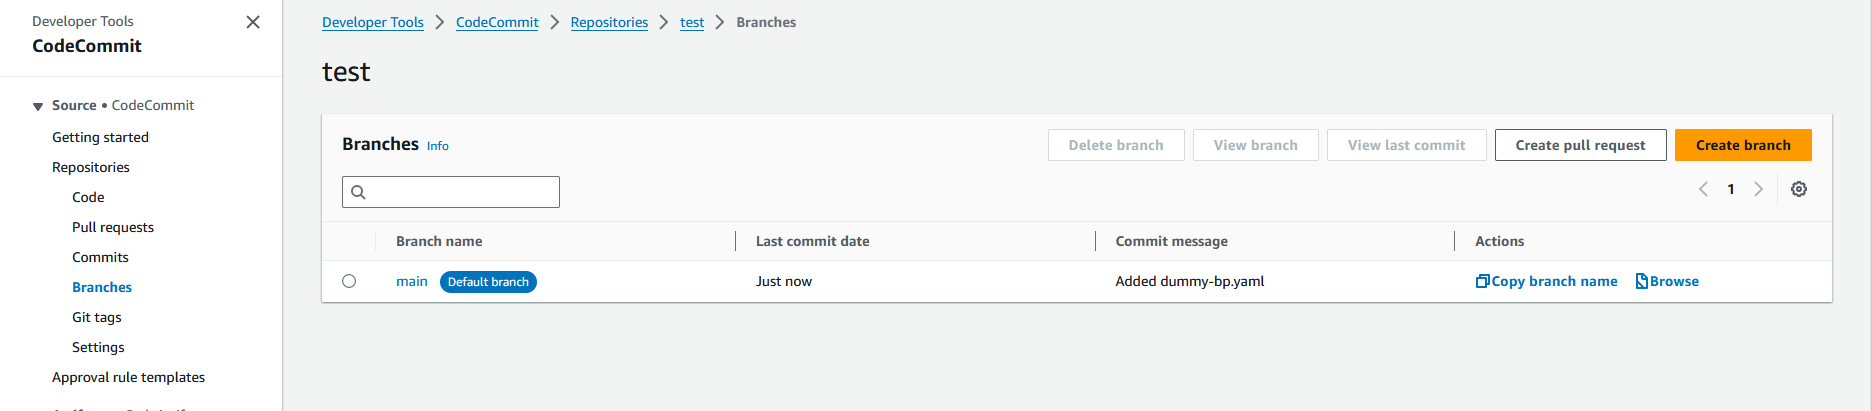 Developer Tools
CodeCommit
Source • CodeCommit
Getting started
Repositories
Code
Pull requests
Commits
Branches
Git tags
Settings
Approval rule templates
Developer Tools CodeCommit Repositories test Branches
test
Branches Info
Delete branch View branch View last commit Create pull request Create branch
1
Branch name Last commit date Commit message Actions
main Default branch Just now Added dummy-bp.yaml Copy branch name Browse